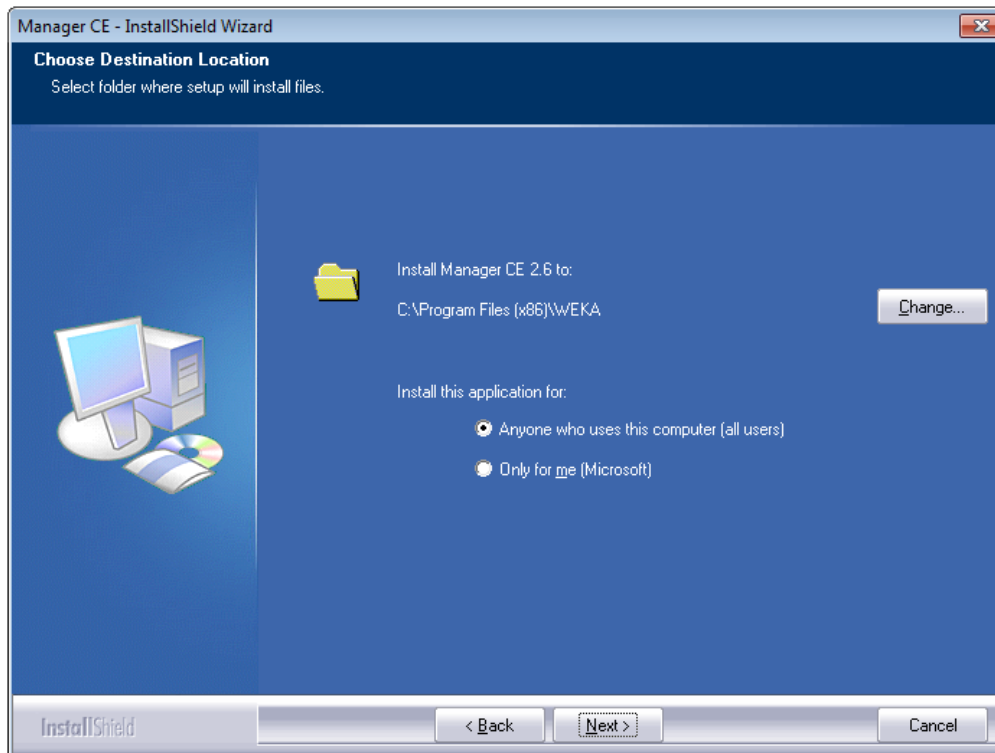 Manager CE - InstallShield Wizard
Choose Destination Location
Select folder where setup will install files.
Install Manager CE 2.6 to:
C:\Program Files (x86)\WEKA
Change...
Install this application for:
Anyone who uses this computer (all users)
Only for me (Microsoft)
InstallShield
< Back
Next >
Cancel